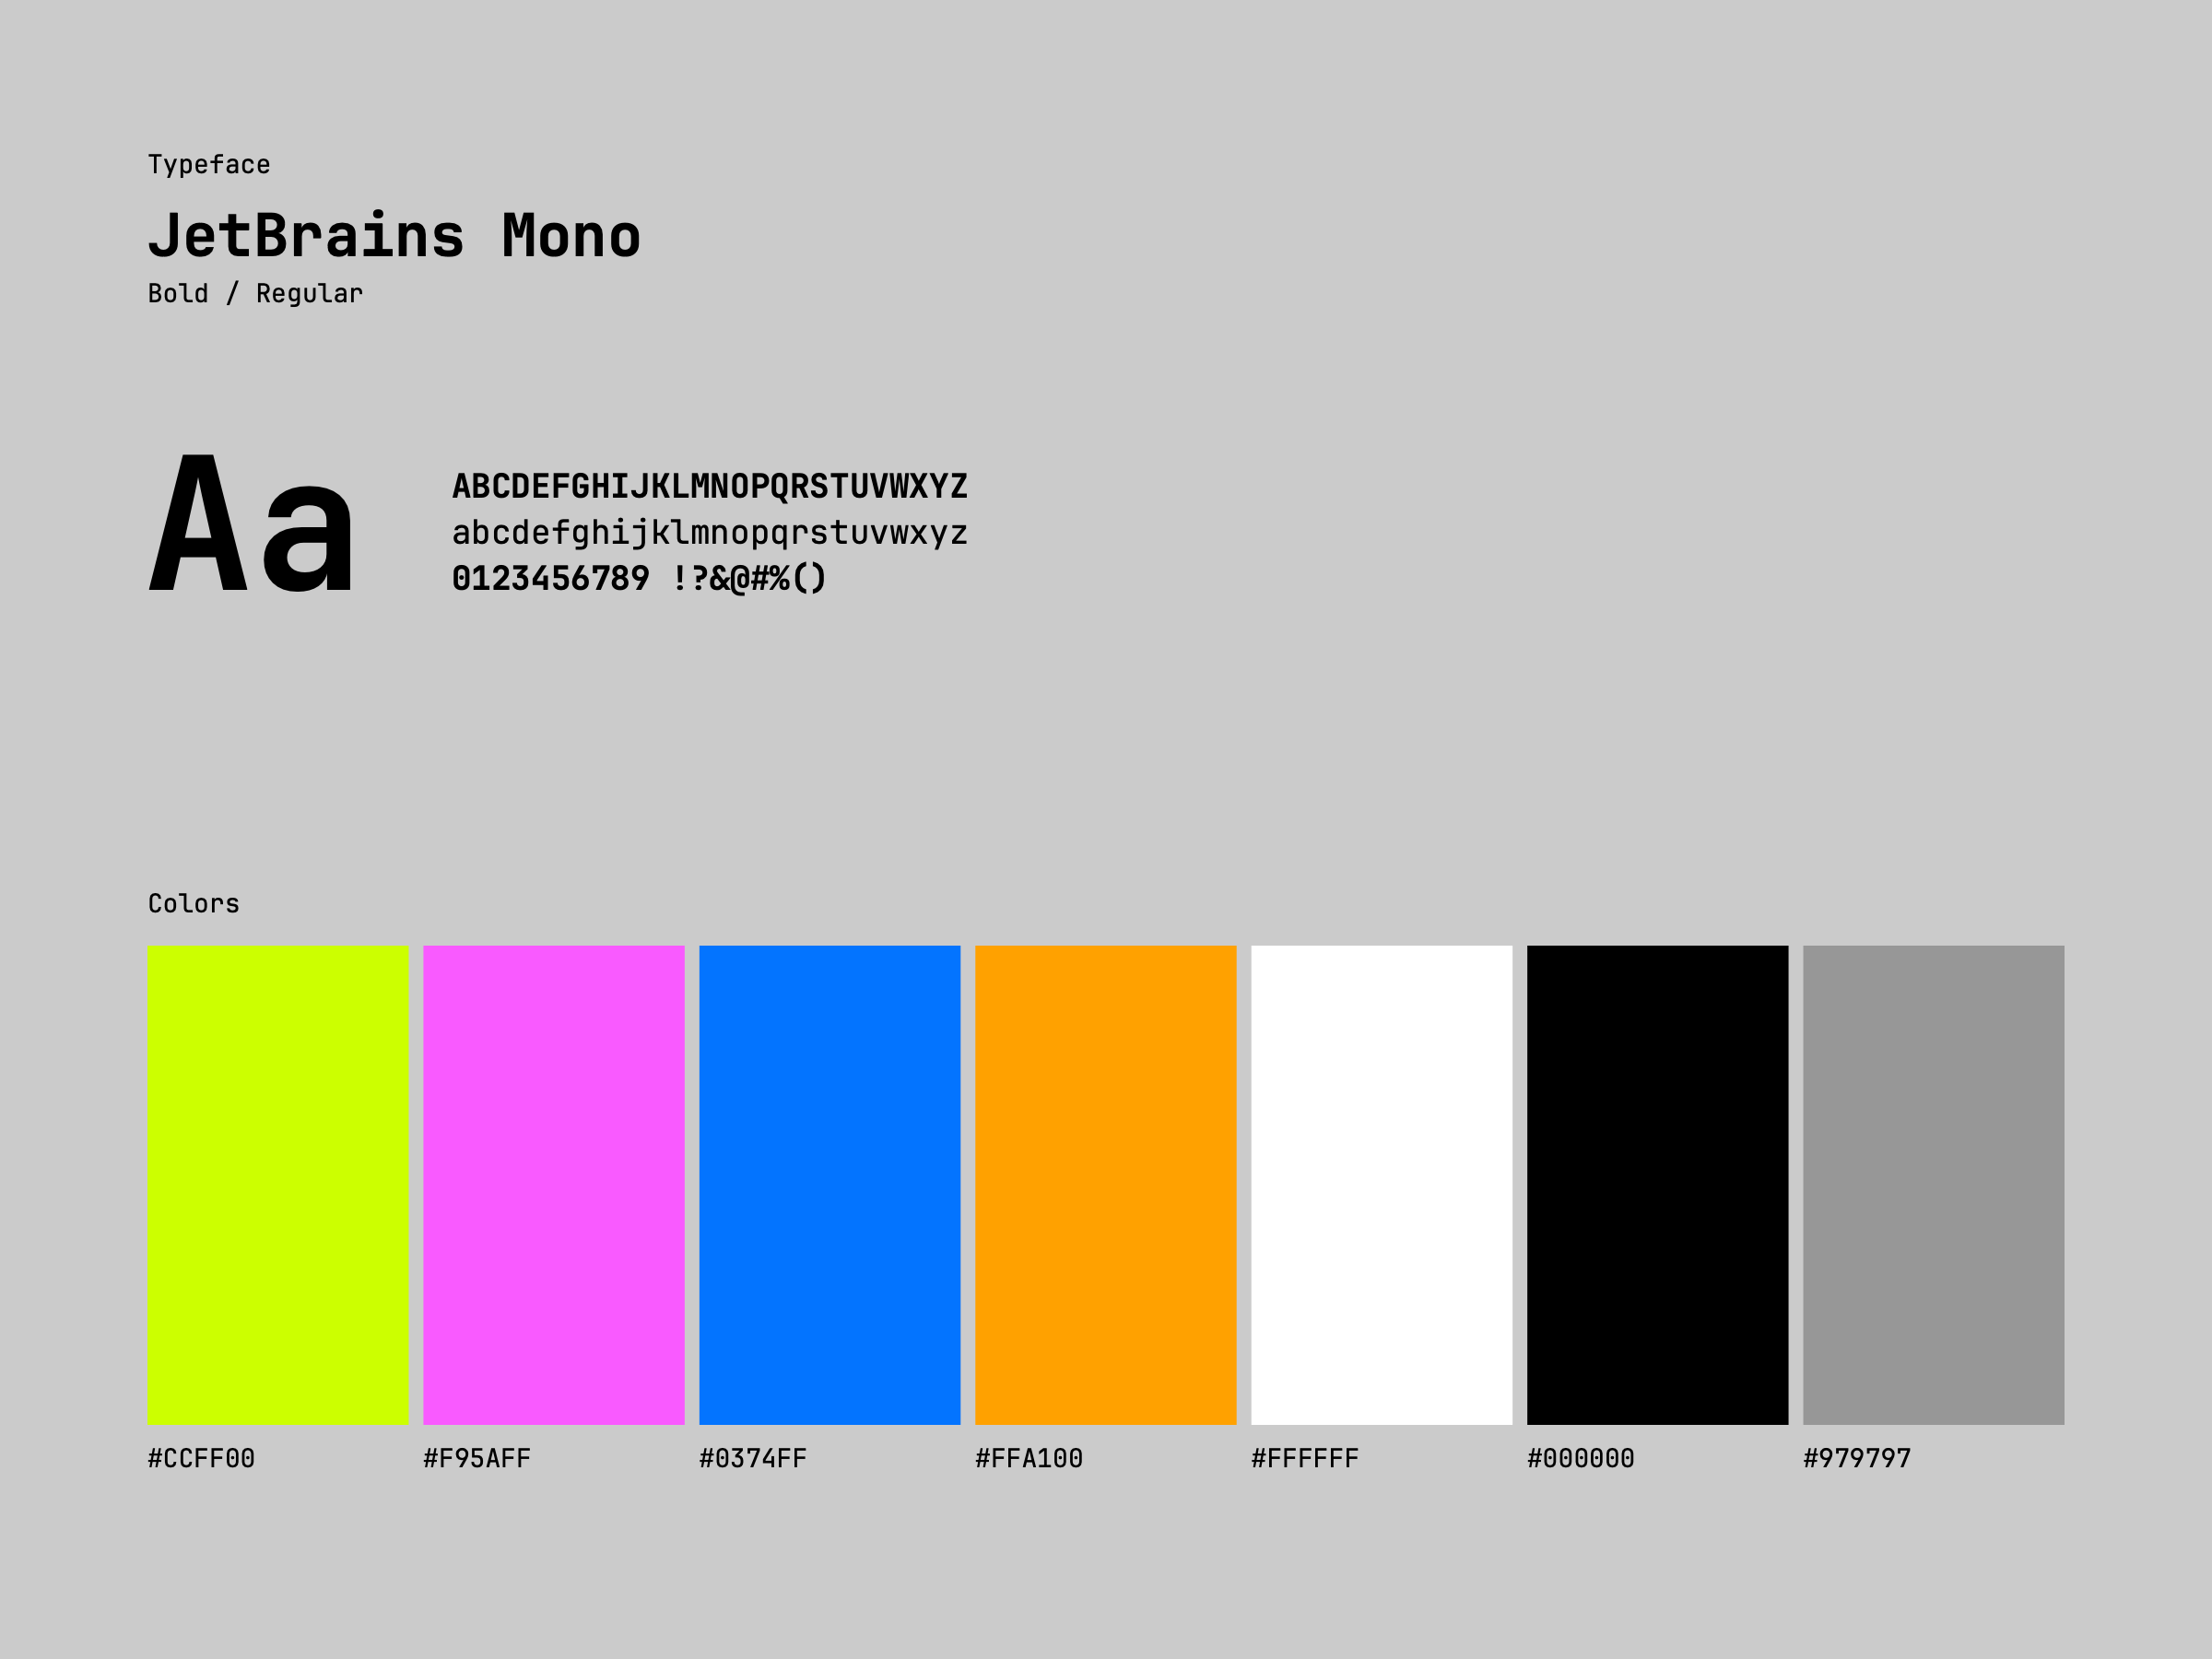 Typeface
JetBrains Mono
Bold / Regular
Aa
ABCDEFGHIJKLMNOPQRSTUVWXYZ
abcdefghijklmnopqrstuvwxyz
0123456789 !?&@#%()
Colors
#CCFF00
#F95AFF
#0374FF
#FFA100
#FFFFFF
#000000
#979797